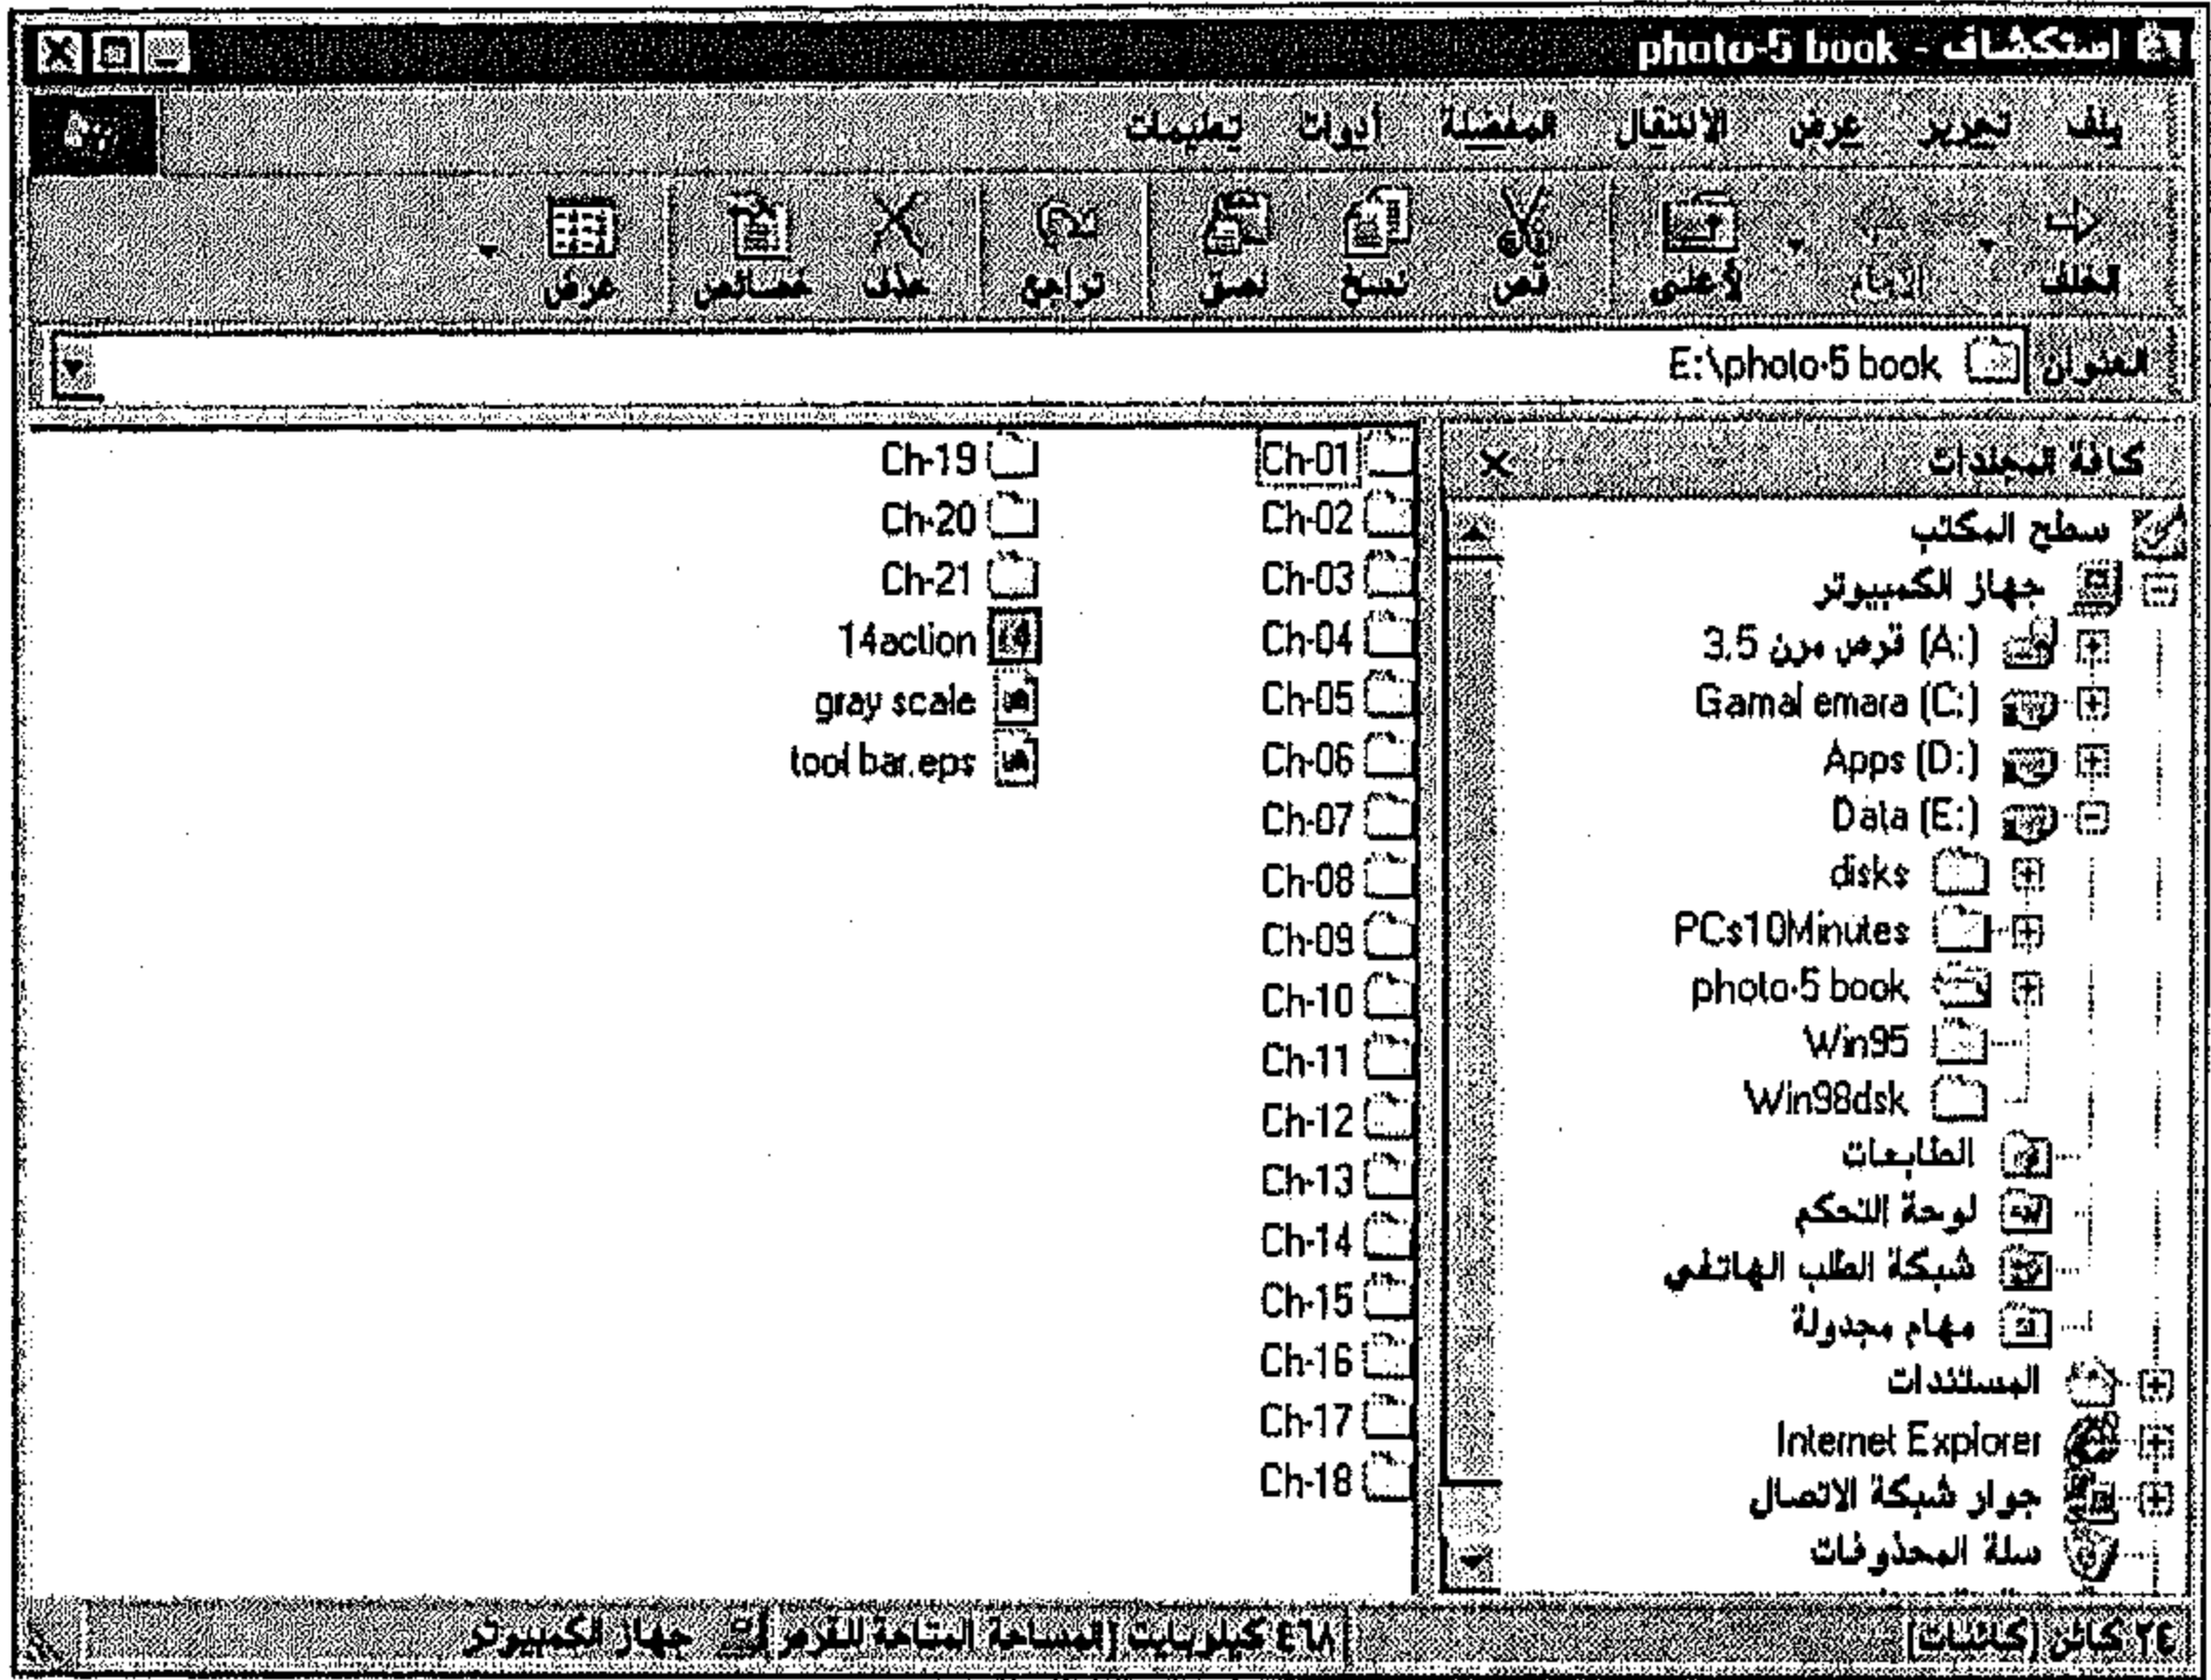 استكشاف - photo-5 book
ملف تحرير عرض الانتقال المفضلة أدوات تعليمات
الخلف الأمام لأعلى قص نسخ لصق تراجع حذف خصائص عرض
العنوان E:\photo-5 book
كافة المجلدات
سطح المكتب
جهاز الكمبيوتر
قرص مرن 3.5 (A:)
Gamal emara (C:)
Apps (D:)
Data (E:)
disks
PCs10Minutes
photo-5 book
Win95
Win98dsk
الطابعات
لوحة التحكم
شبكة الطلب الهاتفي
مهام مجدولة
المستندات
Internet Explorer
جوار شبكة الاتصال
سلة المحذوفات
Ch-01
Ch-02
Ch-03
Ch-04
Ch-05
Ch-06
Ch-07
Ch-08
Ch-09
Ch-10
Ch-11
Ch-12
Ch-13
Ch-14
Ch-15
Ch-16
Ch-17
Ch-18
Ch-19
Ch-20
Ch-21
14action
gray scale
tool bar.eps
٢٤ كائن [كائنات] ٤٦٨ كيلوبايت [المساحة المتاحة للقرص جهاز الكمبيوتر